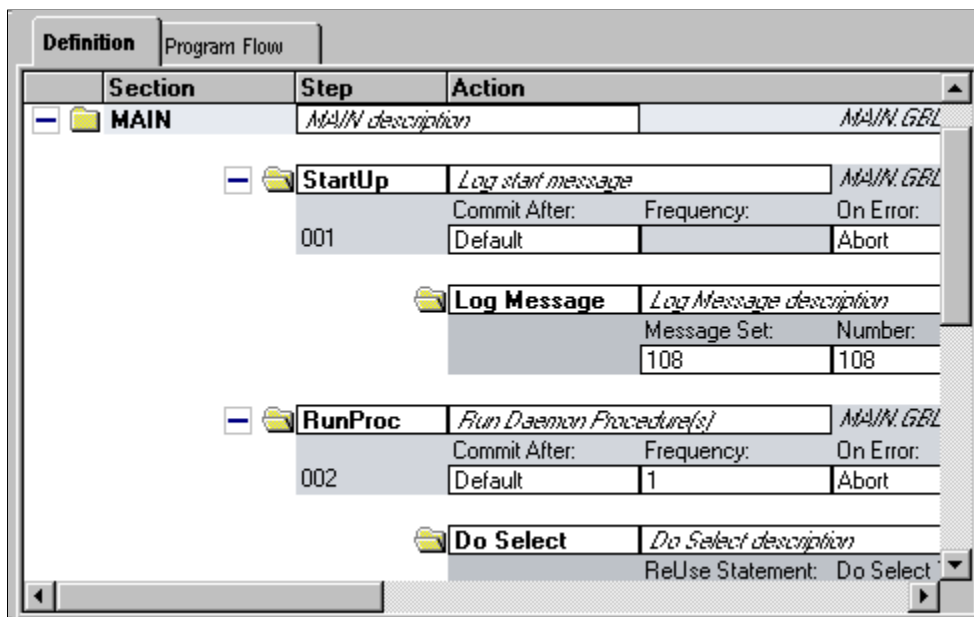 Definition Program Flow
Section Step Action
MAIN MAIN description MAIN.GBL
StartUp Log start message MAIN.GBL
Commit After: Frequency: On Error:
001 Default Abort
Log Message Log Message description
Message Set: Number:
108 108
RunProc Run Daemon Procedure(s) MAIN.GBL
Commit After: Frequency: On Error:
002 Default 1 Abort
Do Select Do Select description
ReUse Statement: Do Select